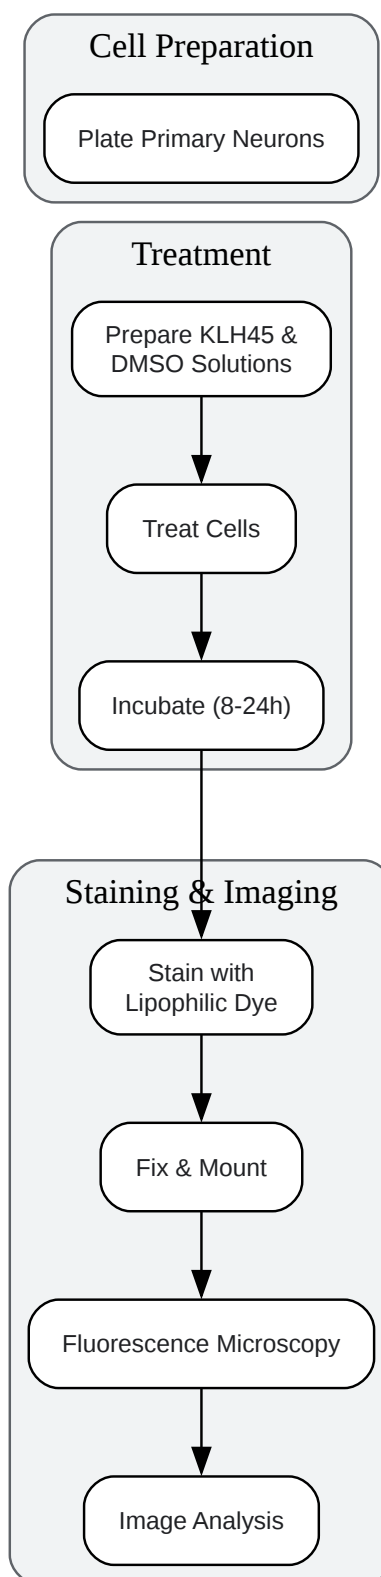 Cell Preparation
Plate Primary Neurons
Treatment
Prepare KLH45 &
DMSO Solutions
Treat Cells
Incubate (8-24h)
Staining & Imaging
Stain with
Lipophilic Dye
Fix & Mount
Fluorescence Microscopy
Image Analysis